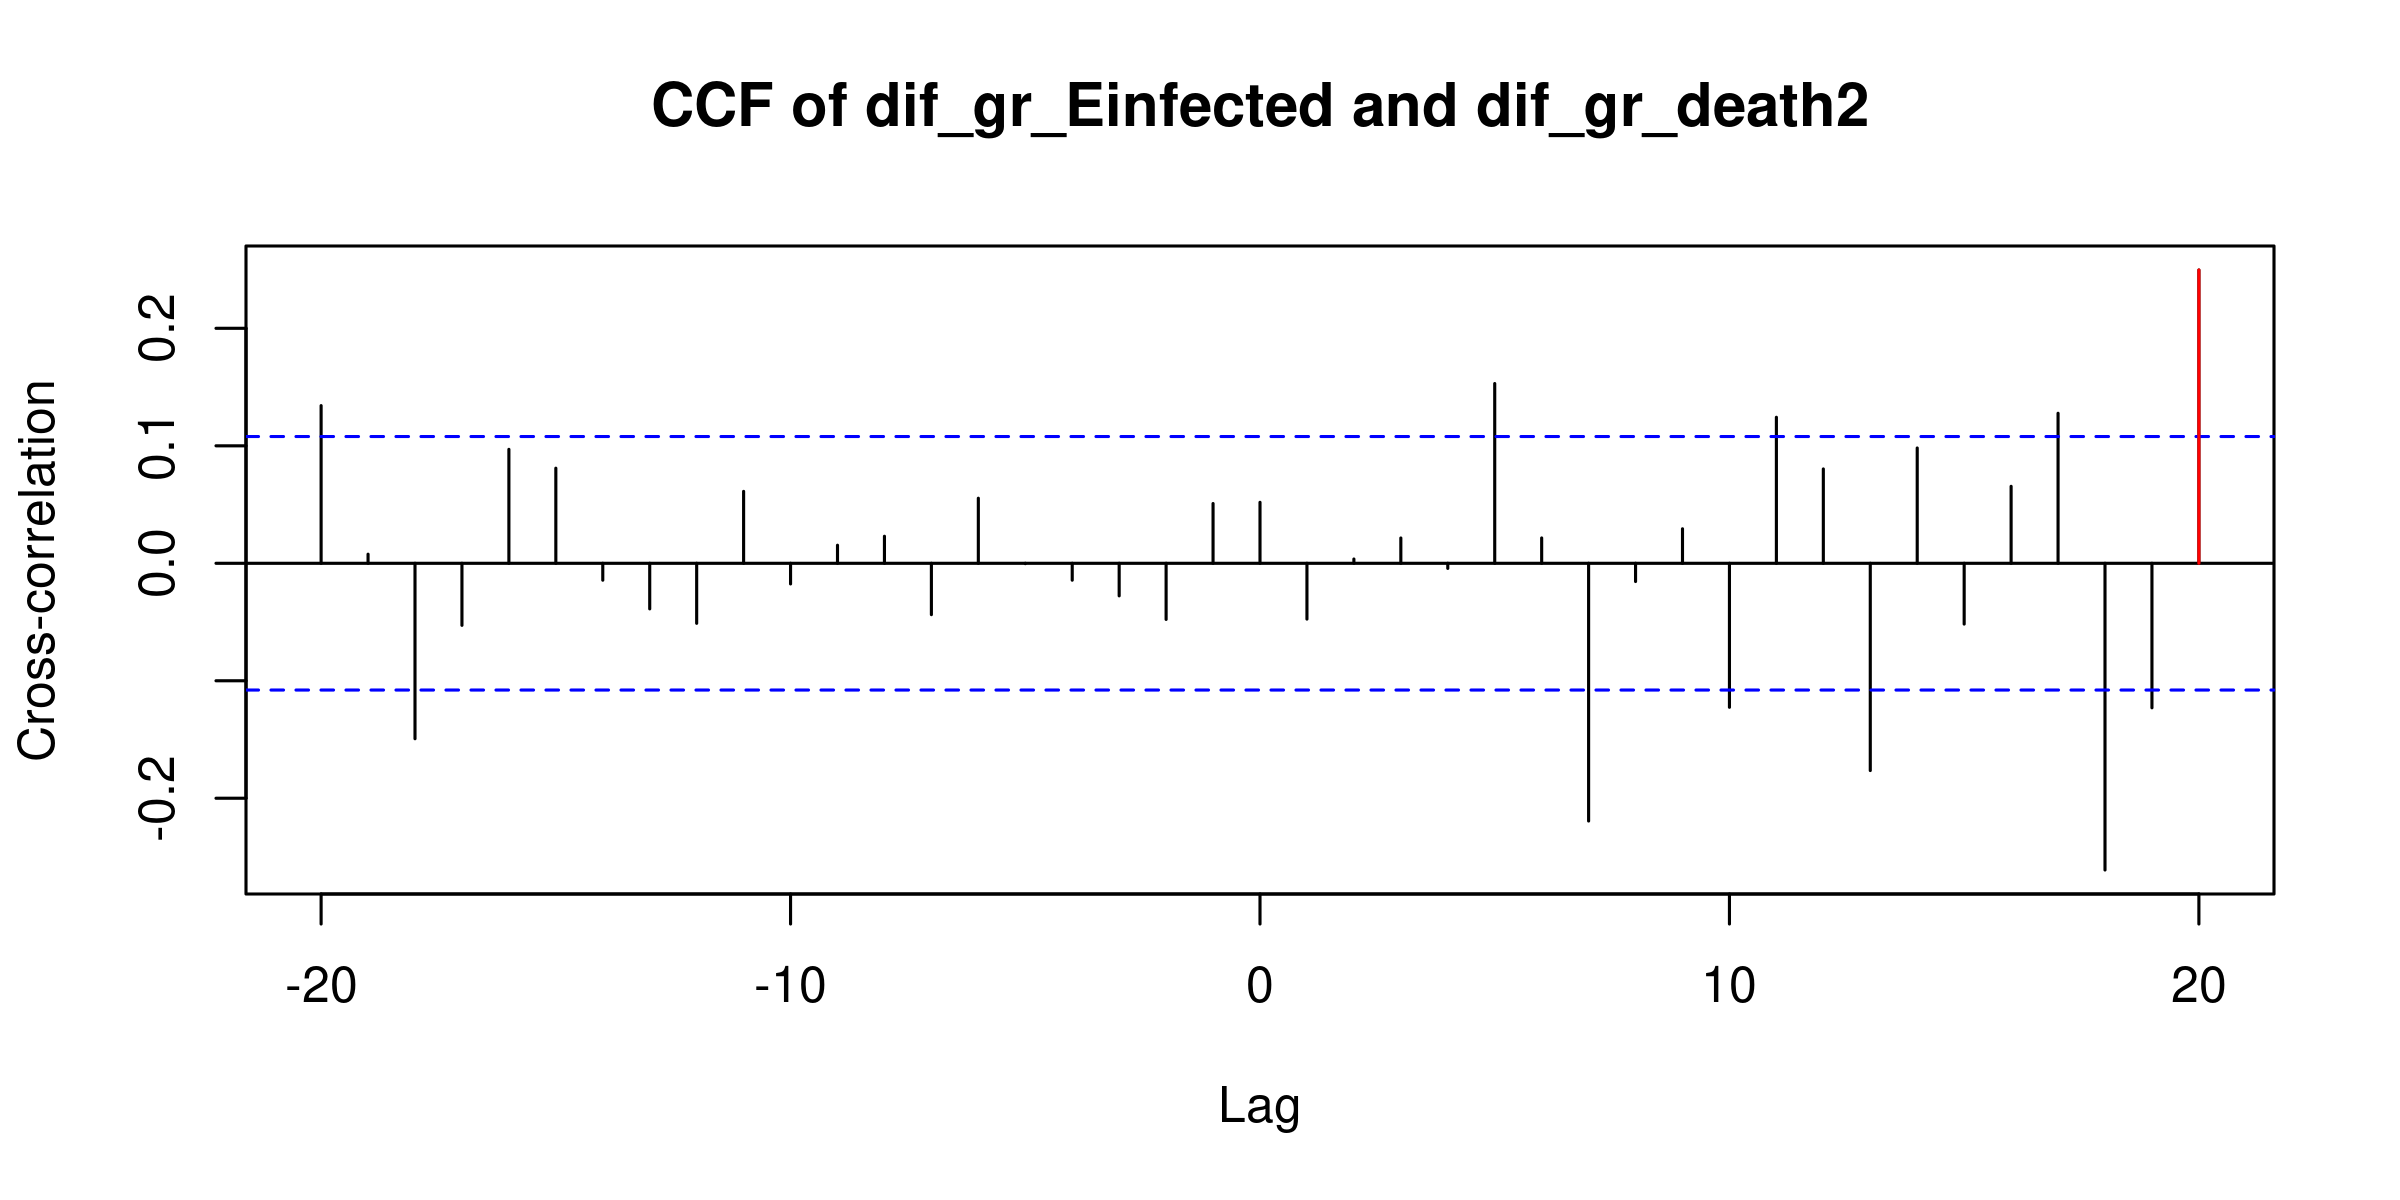 CCF of dif_gr_Einfected and dif_gr_death2
Cross-correlation
0.2
0.1
0.0
-0.2
-20 -10 0 10 20
Lag